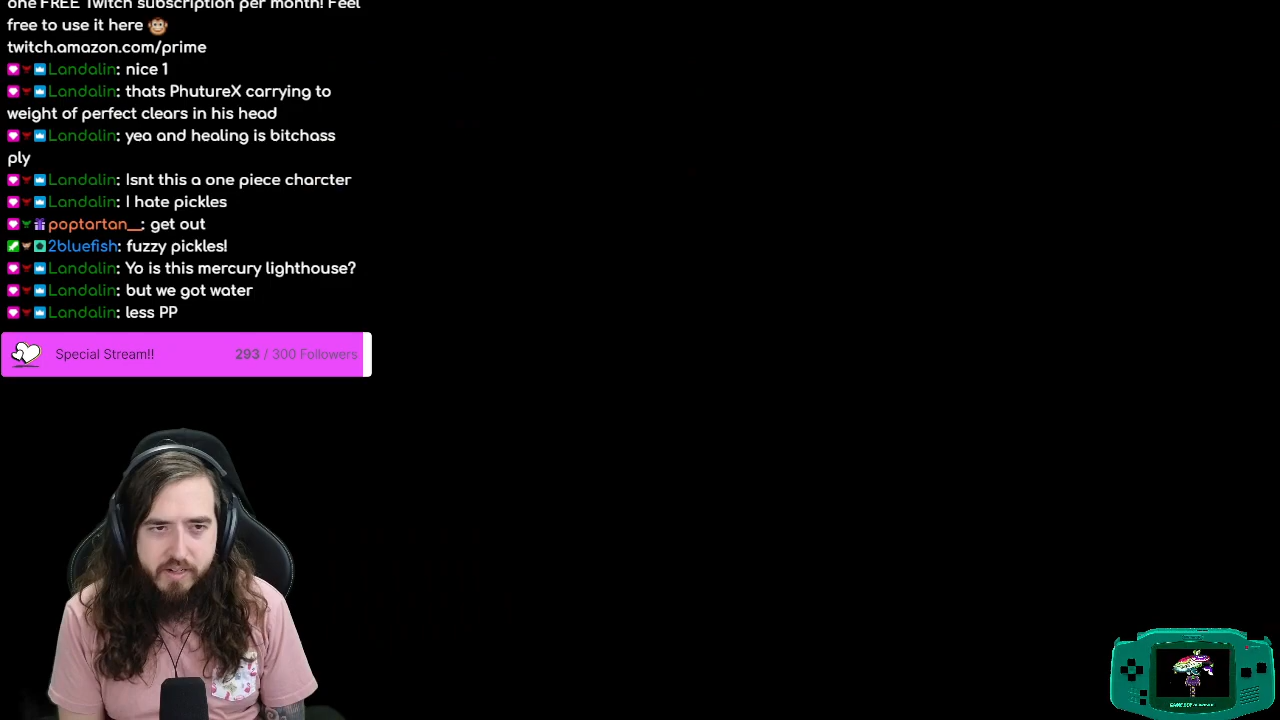 one FREE Twitch subscription per month! Feel
free to use it here
twitch.amazon.com/prime
Landalin: nice 1
Landalin: thats PhutureX carrying to
weight of perfect clears in his head
Landalin: yea and healing is bitchass
ply
Landalin: Isnt this a one piece charcter
Landalin: I hate pickles
poptartan__: get out
2bluefish: fuzzy pickles!
Landalin: Yo is this mercury lighthouse?
Landalin: but we got water
Landalin: less PP
Special Stream!! 293 / 300 Followers